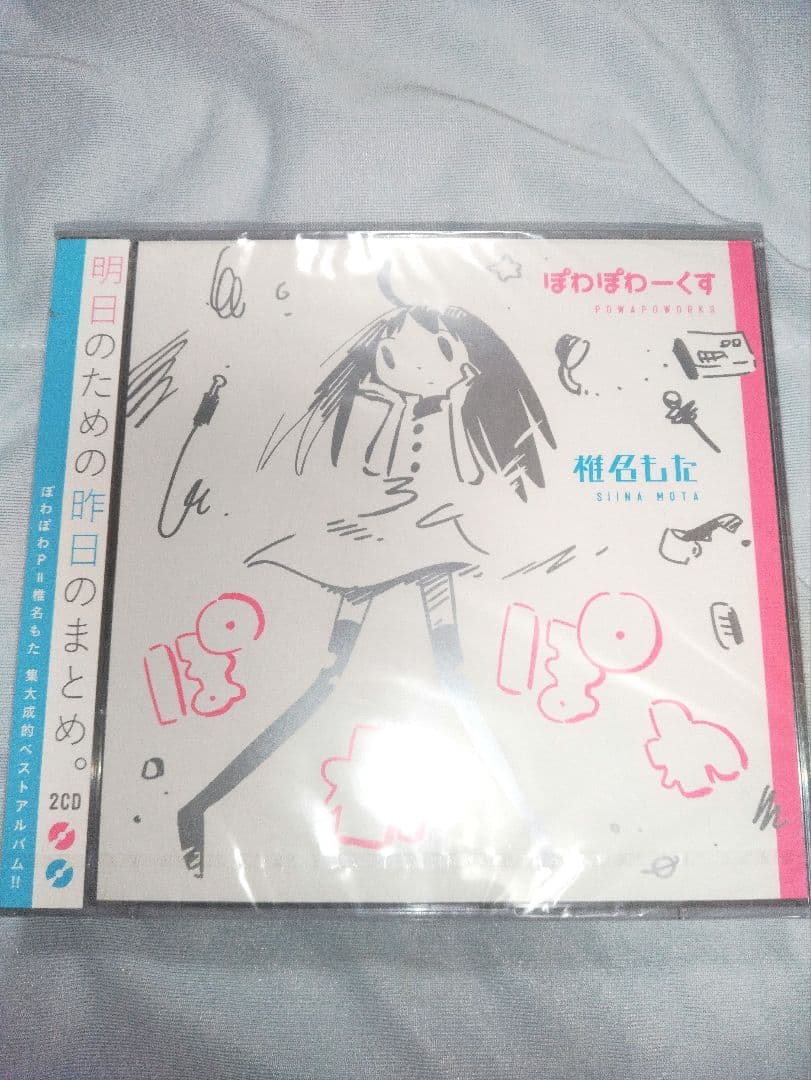 明日のための昨日のまとめ。
2CD
ぽわぽわP=椎名もた 集大成的ベストアルバム!!
ぽわぽわーくす
POWAPOWORKS
椎名もた
SIINA MOTA
ぽ
わ
ぽ
わ